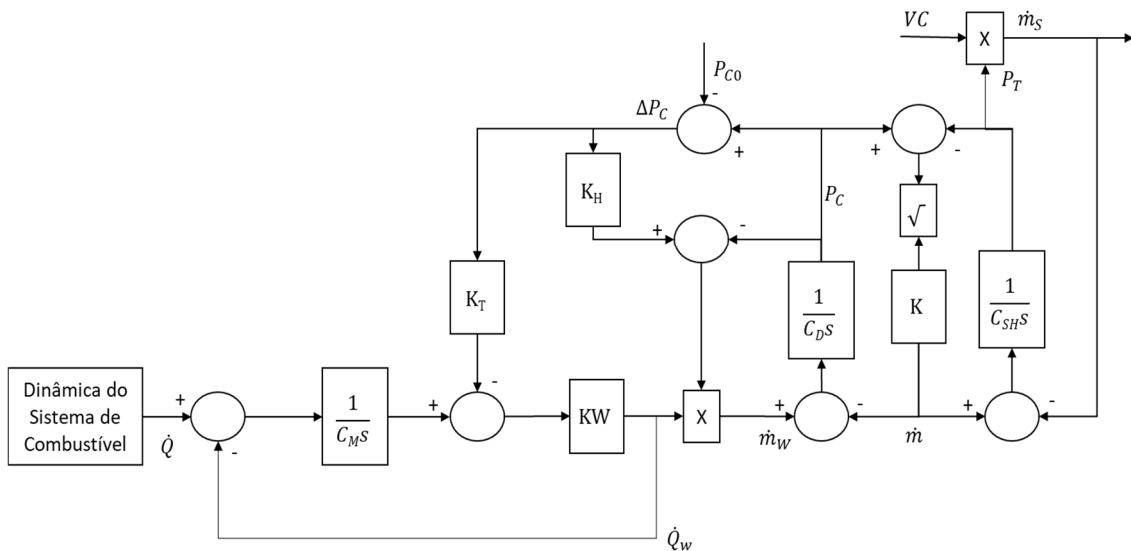 VC
X
ṁ_S
P_T
P_C0
-
ΔP_C
+
+
-
K_H
+
-
P_C
√
K_T
1
C_D s
K
1
C_SH s
-
Dinâmica do
Sistema de
Combustível
+
Q̇
-
1
C_M s
+
KW
X
+
ṁ_W
-
ṁ
+
-
Q̇_w